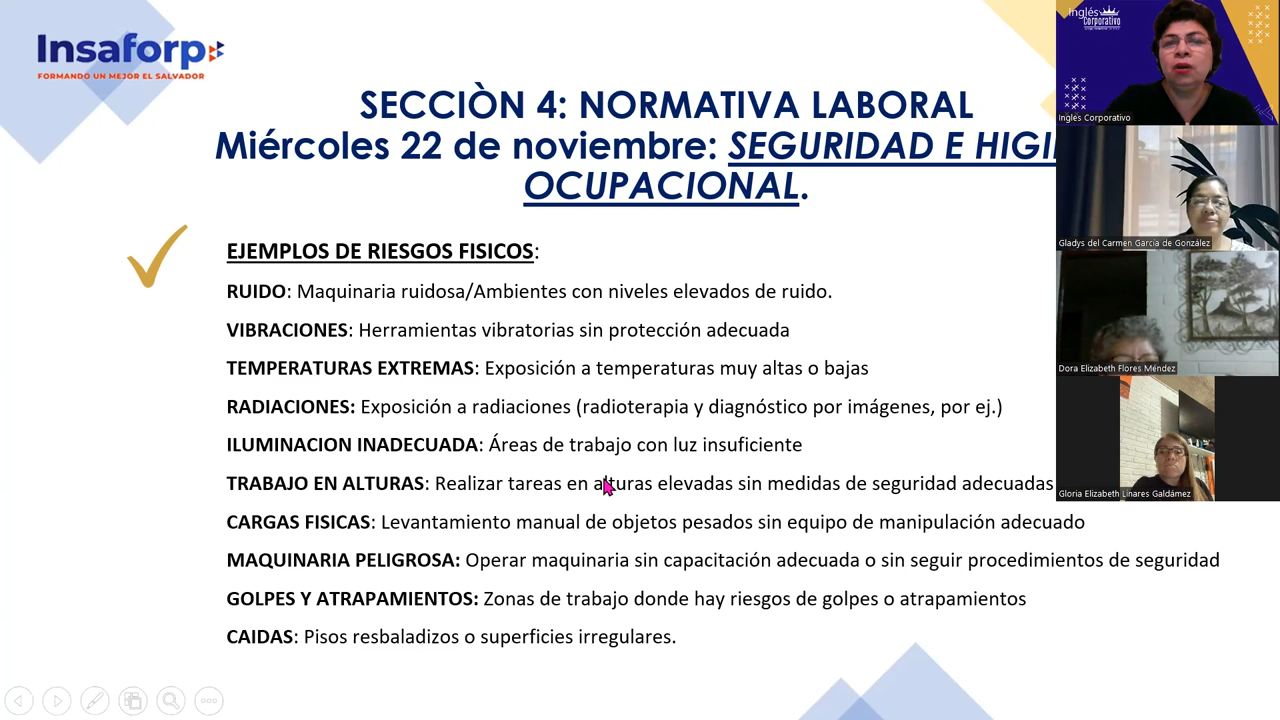 Insaforp
FORMANDO UN MEJOR EL SALVADOR
SECCIÒN 4: NORMATIVA LABORAL
Miércoles 22 de noviembre: SEGURIDAD E HIGI
OCUPACIONAL.
EJEMPLOS DE RIESGOS FISICOS:
RUIDO: Maquinaria ruidosa/Ambientes con niveles elevados de ruido.
VIBRACIONES: Herramientas vibratorias sin protección adecuada
TEMPERATURAS EXTREMAS: Exposición a temperaturas muy altas o bajas
RADIACIONES: Exposición a radiaciones (radioterapia y diagnóstico por imágenes, por ej.)
ILUMINACION INADECUADA: Áreas de trabajo con luz insuficiente
TRABAJO EN ALTURAS: Realizar tareas en alturas elevadas sin medidas de seguridad adecuadas
CARGAS FISICAS: Levantamiento manual de objetos pesados sin equipo de manipulación adecuado
MAQUINARIA PELIGROSA: Operar maquinaria sin capacitación adecuada o sin seguir procedimientos de seguridad
GOLPES Y ATRAPAMIENTOS: Zonas de trabajo donde hay riesgos de golpes o atrapamientos
CAIDAS: Pisos resbaladizos o superficies irregulares.
Inglés
Corporativo
Inglés Corporativo
Gladys del Carmen García de González
Dora Elizabeth Flores Méndez
Gloria Elizabeth Linares Galdámez